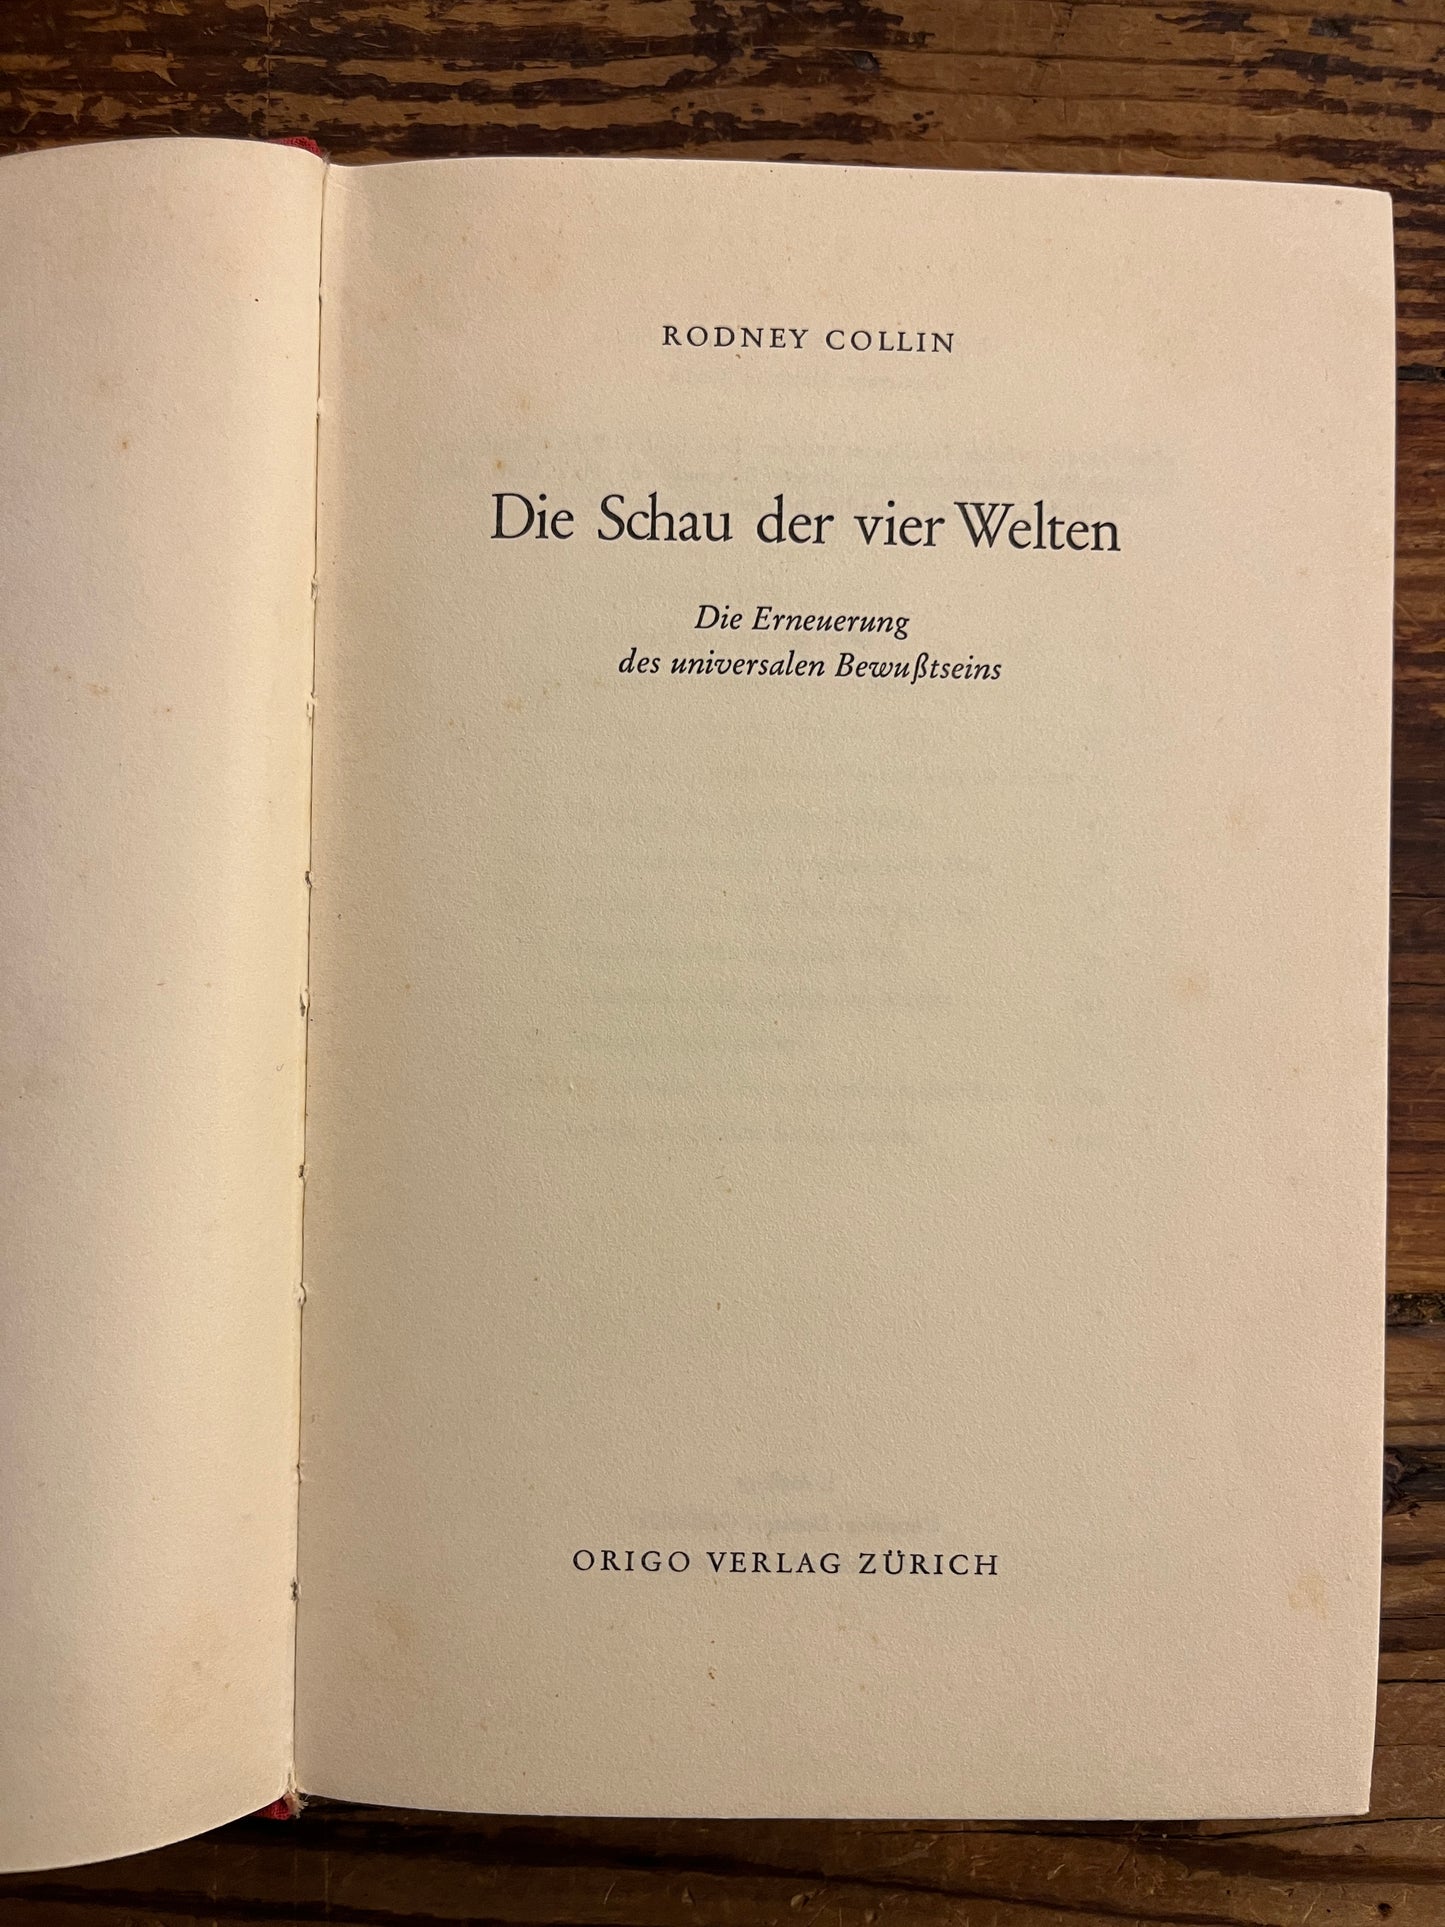 RODNEY COLLIN
Die Schau der vier Welten
Die Erneuerung
des universalen Bewußtseins
ORIGO VERLAG ZÜRICH